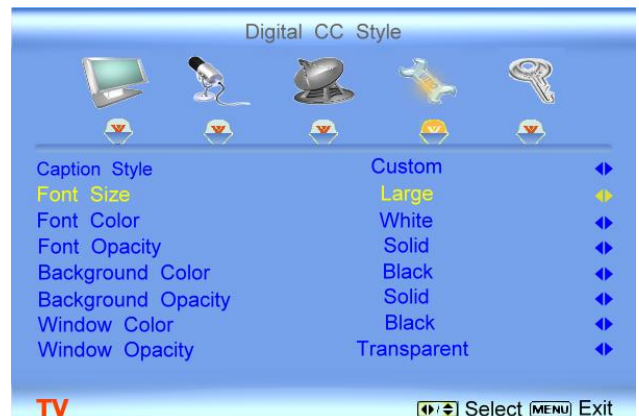 Digital CC Style
Caption Style Custom
Font Size Large
Font Color White
Font Opacity Solid
Background Color Black
Background Opacity Solid
Window Color Black
Window Opacity Transparent
TV Select MENU Exit